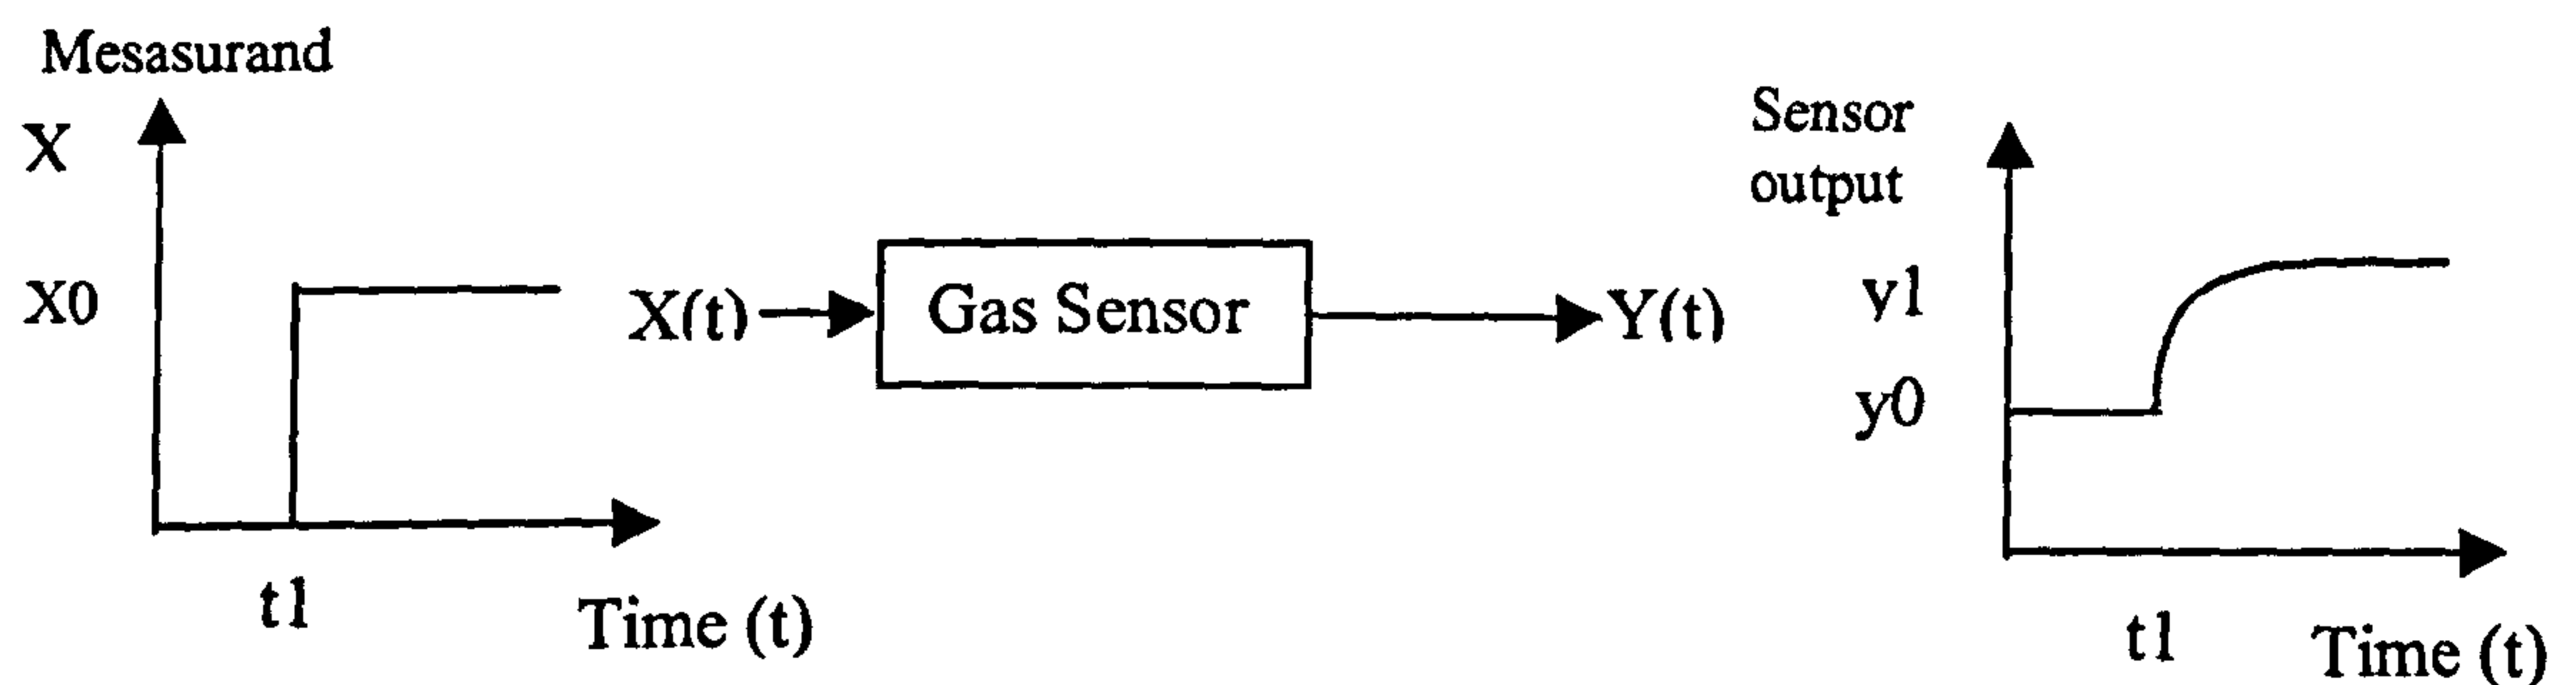 Mesasurand
X
X0
t1
Time (t)
X(t)
Gas Sensor
Y(t)
Sensor
output
y1
y0
t1
Time (t)